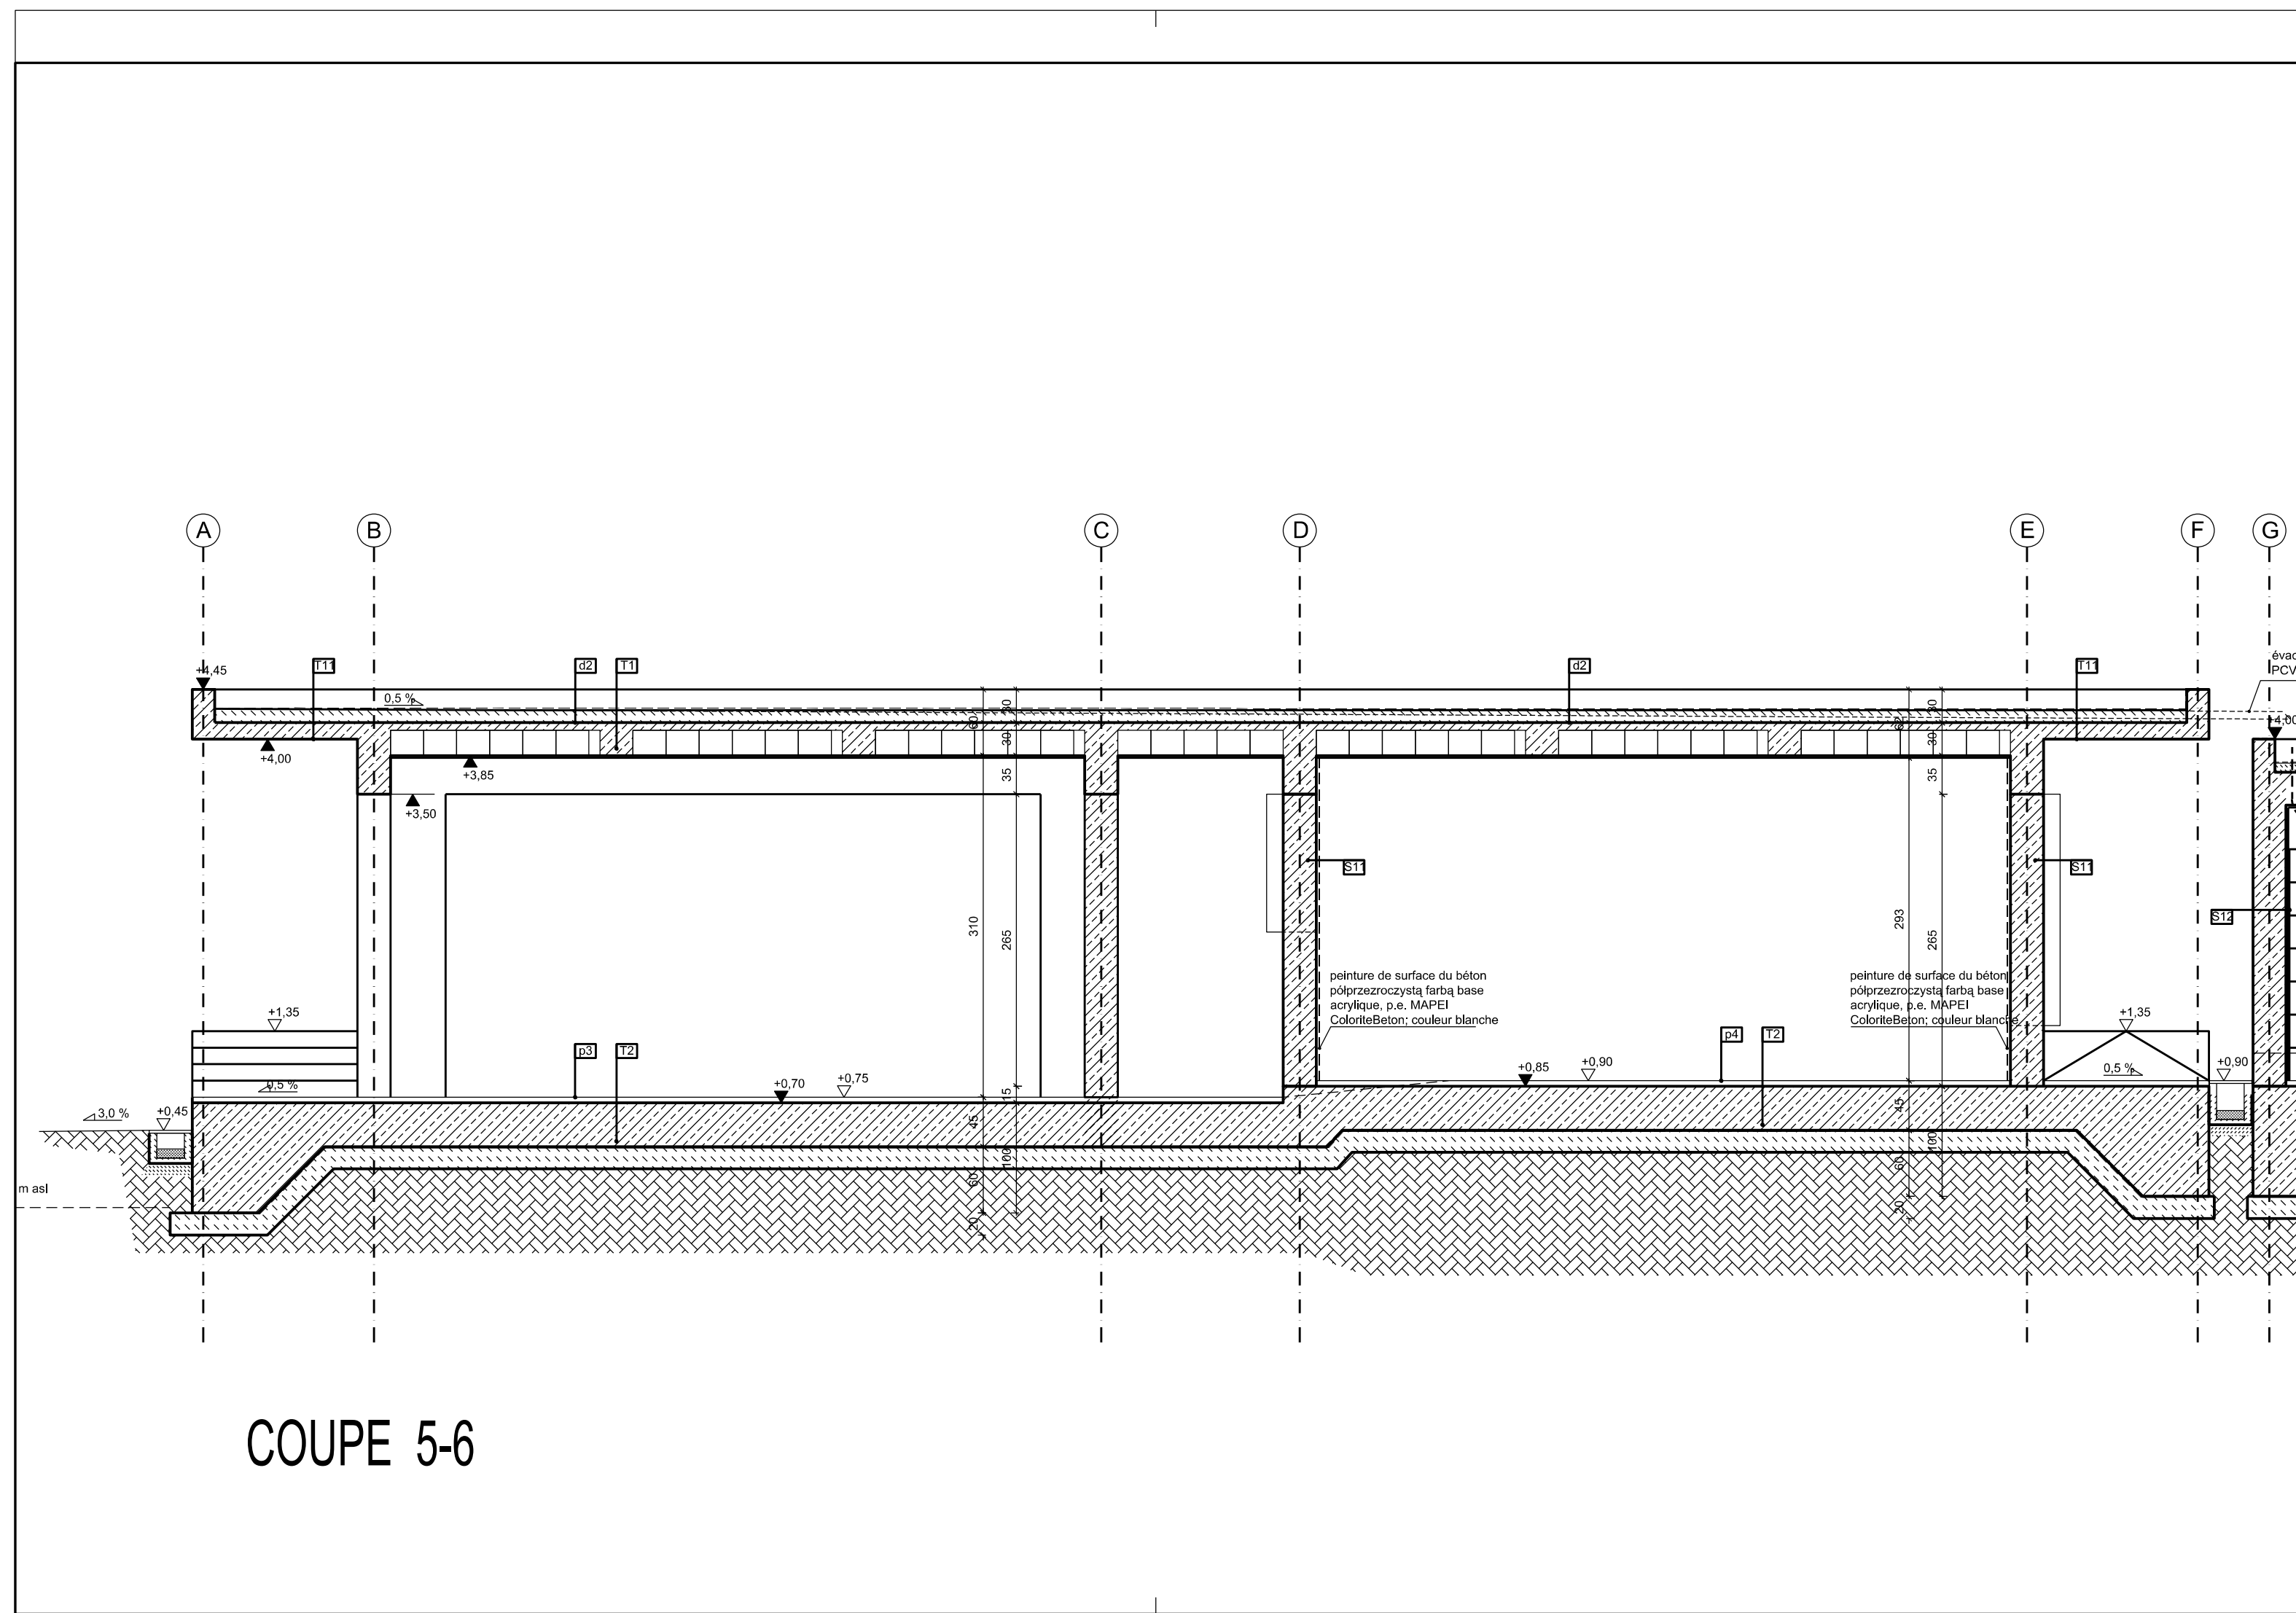 A B C D E F G
+4,45 T11 d2 T1 d2 T11
évac
PCV
0,5 %
60 30 62 30
+4,00
30 30
+4,00
+3,85
35 35
+3,50
S11 S11
S12
310 265 293 265
peinture de surface du béton
półprzezroczystą farbą base
acrylique, p.e. MAPEI
ColoriteBeton; couleur blanche
peinture de surface du béton
półprzezroczystą farbą base
acrylique, p.e. MAPEI
ColoriteBeton; couleur blanche
+1,35 +1,35
p3 T2 p4 T2
0,5 % +0,70 +0,75 +0,85 +0,90 0,5 % +0,90
3,0 % +0,45
15 45 45
100 60 100 60
m asl
20 20
COUPE 5-6